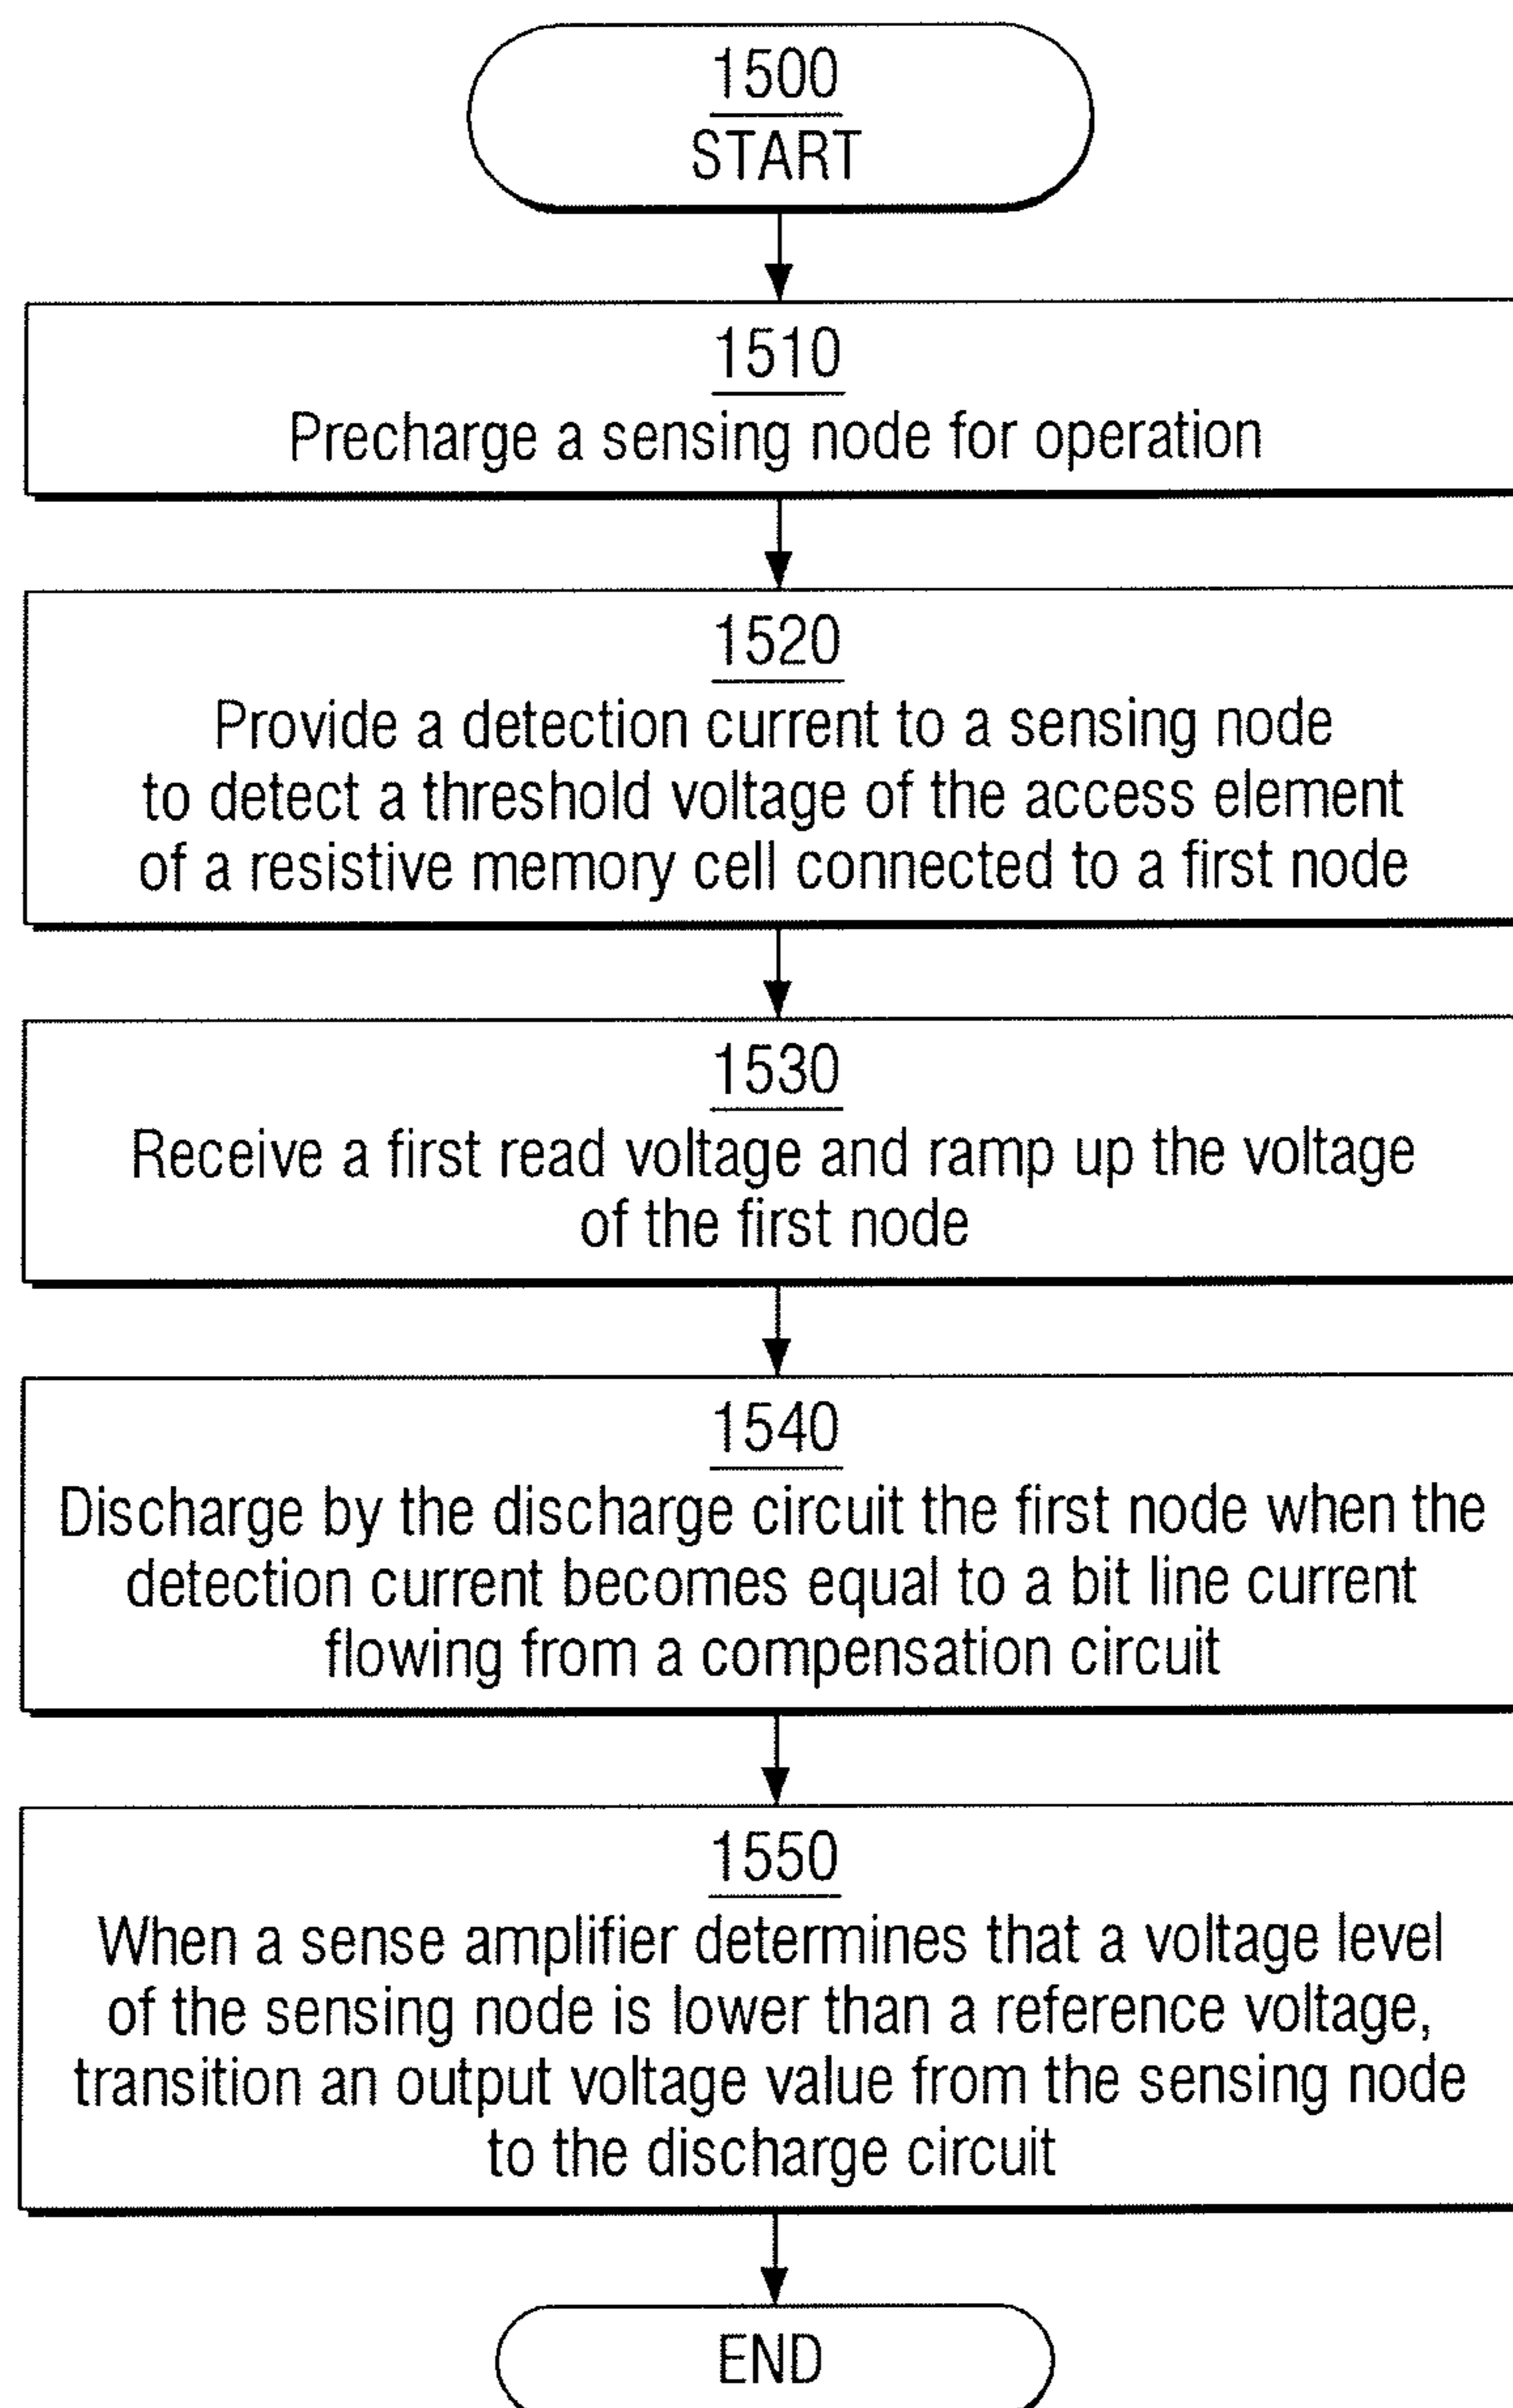 1500
START
1510
Precharge a sensing node for operation
1520
Provide a detection current to a sensing node
to detect a threshold voltage of the access element
of a resistive memory cell connected to a first node
1530
Receive a first read voltage and ramp up the voltage
of the first node
1540
Discharge by the discharge circuit the first node when the
detection current becomes equal to a bit line current
flowing from a compensation circuit
1550
When a sense amplifier determines that a voltage level
of the sensing node is lower than a reference voltage,
transition an output voltage value from the sensing node
to the discharge circuit
END